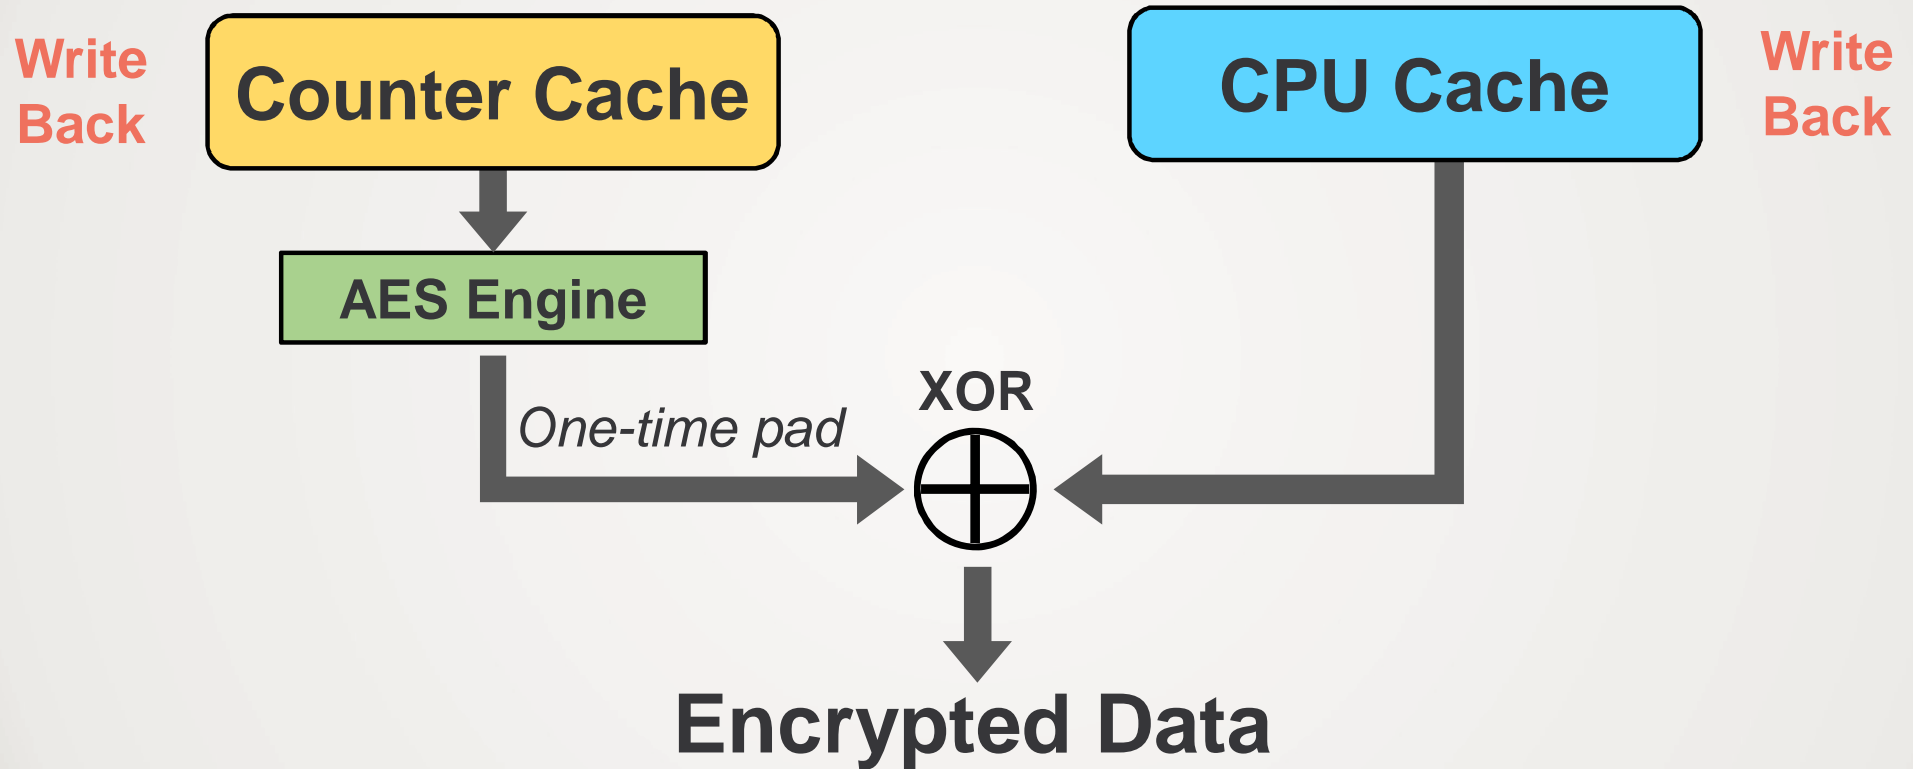 Write
Back
Counter Cache
CPU Cache
Write
Back
AES Engine
One-time pad
XOR
Encrypted Data